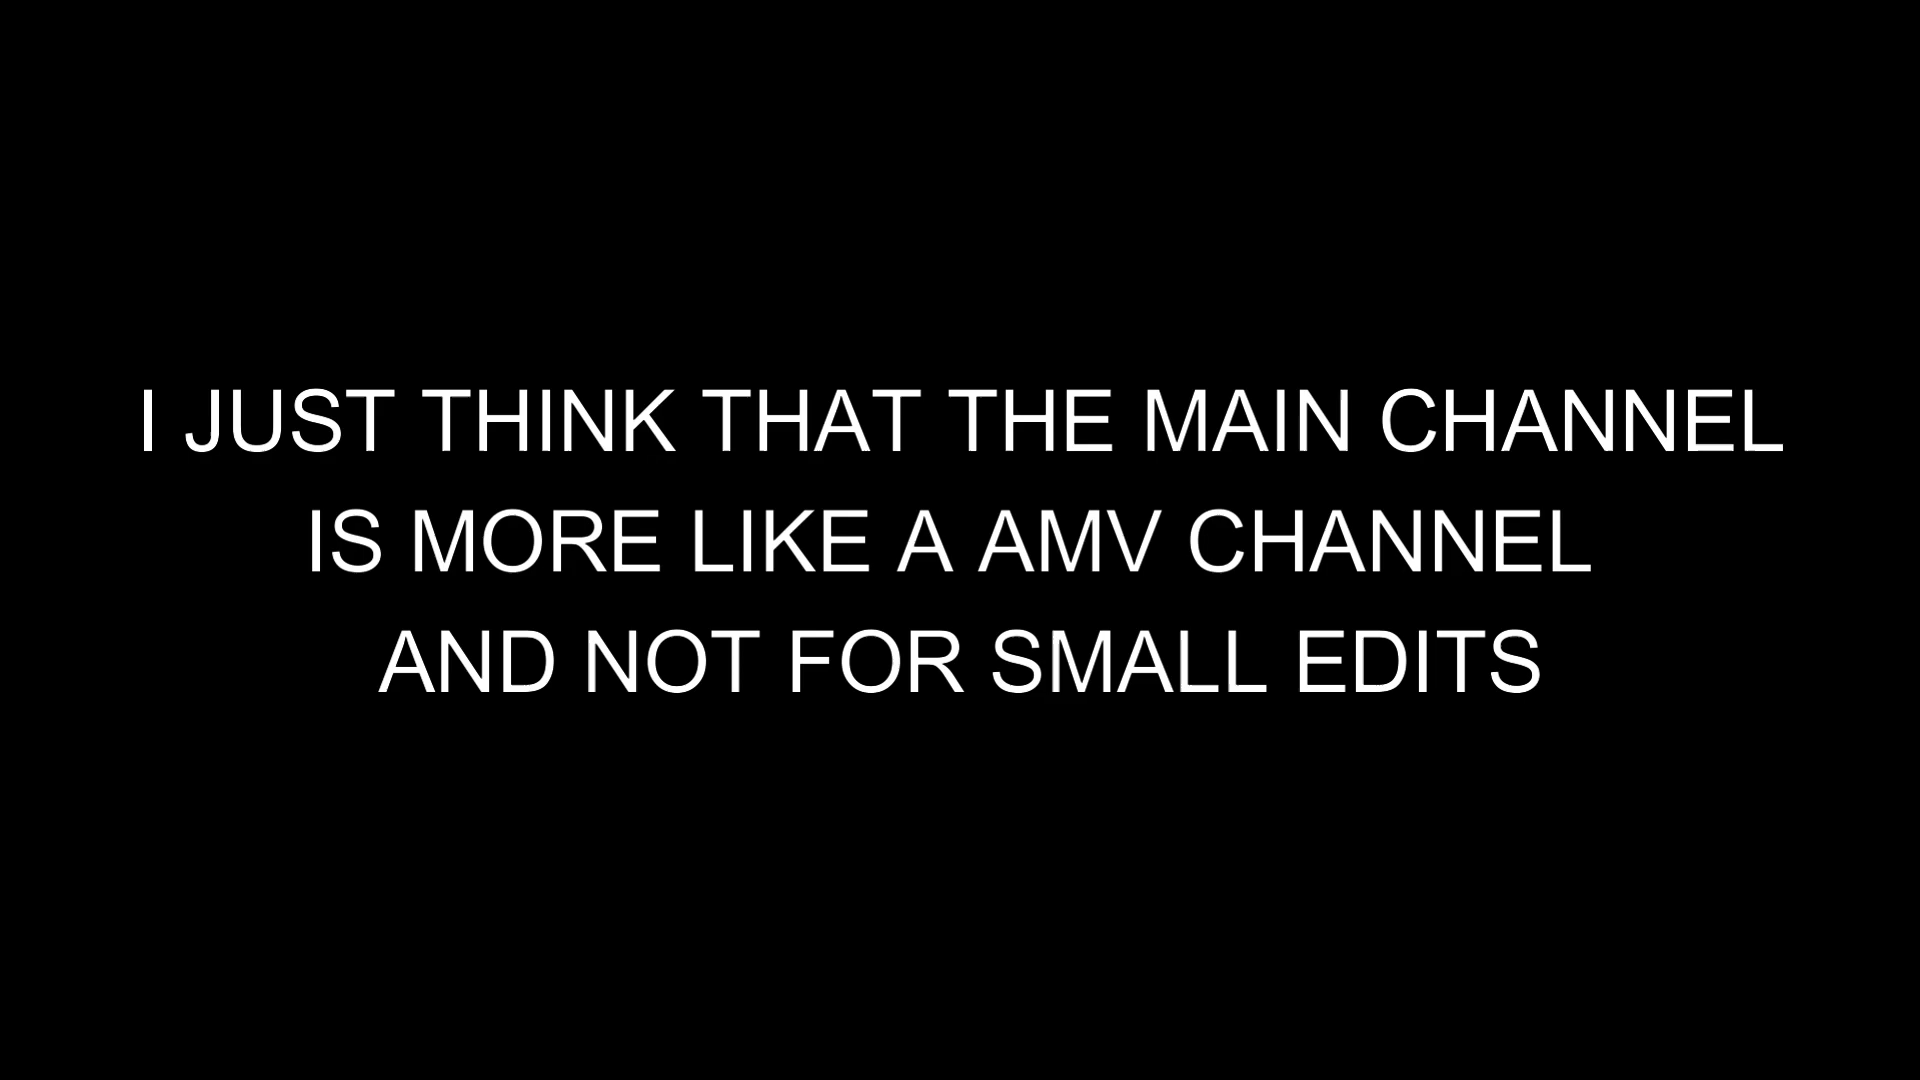 I JUST THINK THAT THE MAIN CHANNEL
IS MORE LIKE A AMV CHANNEL
AND NOT FOR SMALL EDITS